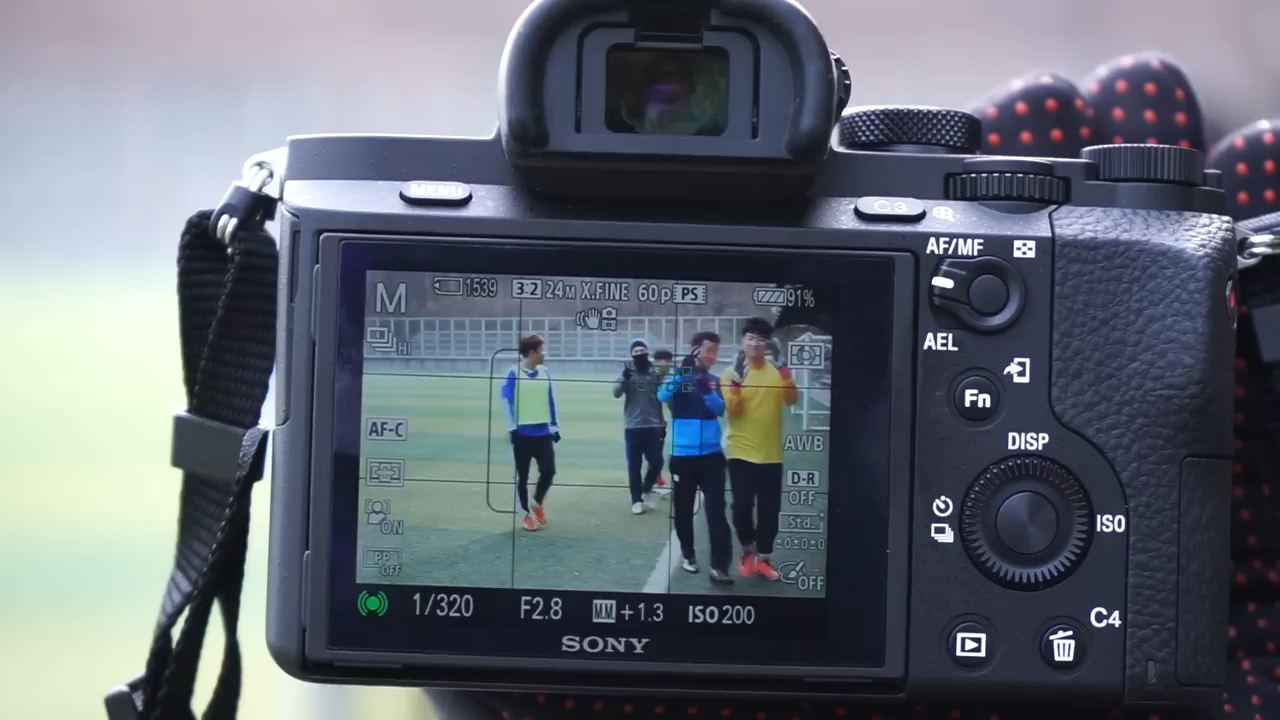 MENU
C3
AF/MF
AEL
Fn
DISP
ISO
C4
M
1539 3:2 24M X.FINE 60p PS 91%
HI
AF-C
ON
PP
OFF
AWB
D-R
OFF
Std.
±0±0±0
OFF
1/320 F2.8 MM +1.3 ISO 200
SONY